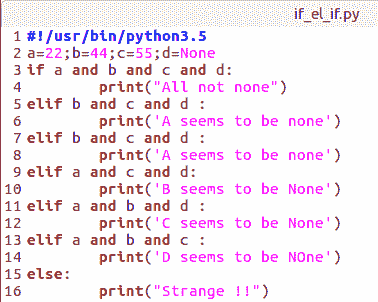 if_el_if.py
1 #!/usr/bin/python3.5
2 a=22;b=44;c=55;d=None
3 if a and b and c and d:
4 print("All not none")
5 elif b and c and d :
6 print('A seems to be none')
7 elif b and c and d :
8 print('A seems to be none')
9 elif a and c and d:
10 print('B seems to be None')
11 elif a and b and d :
12 print('C seems to be None')
13 elif a and b and c :
14 print('D seems to be NOne')
15 else:
16 print("Strange !!")